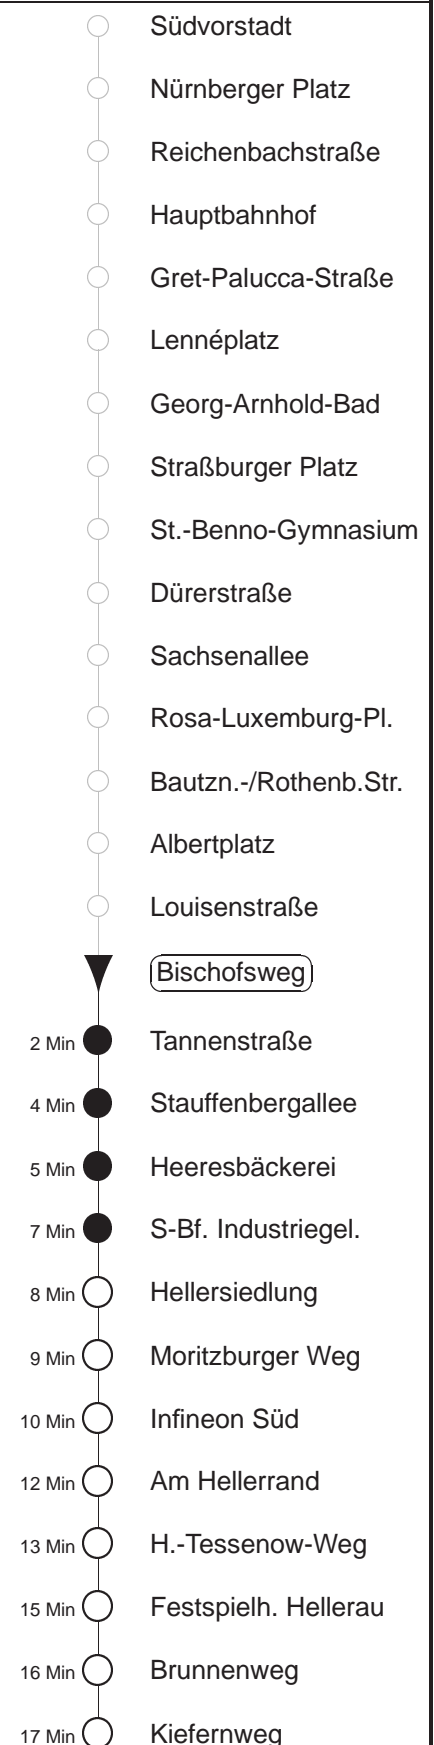 Südvorstadt
Nürnberger Platz
Reichenbachstraße
Hauptbahnhof
Gret-Palucca-Straße
Lennéplatz
Georg-Arnhold-Bad
Straßburger Platz
St.-Benno-Gymnasium
Dürerstraße
Sachsenallee
Rosa-Luxemburg-Pl.
Bautzn.-/Rothenb.Str.
Albertplatz
Louisenstraße
Bischofsweg
2 Min Tannenstraße
4 Min Stauffenbergallee
5 Min Heeresbäckerei
7 Min S-Bf. Industriegel.
8 Min Hellersiedlung
9 Min Moritzburger Weg
10 Min Infineon Süd
12 Min Am Hellerrand
13 Min H.-Tessenow-Weg
15 Min Festspielh. Hellerau
16 Min Brunnenweg
17 Min Kiefernweg